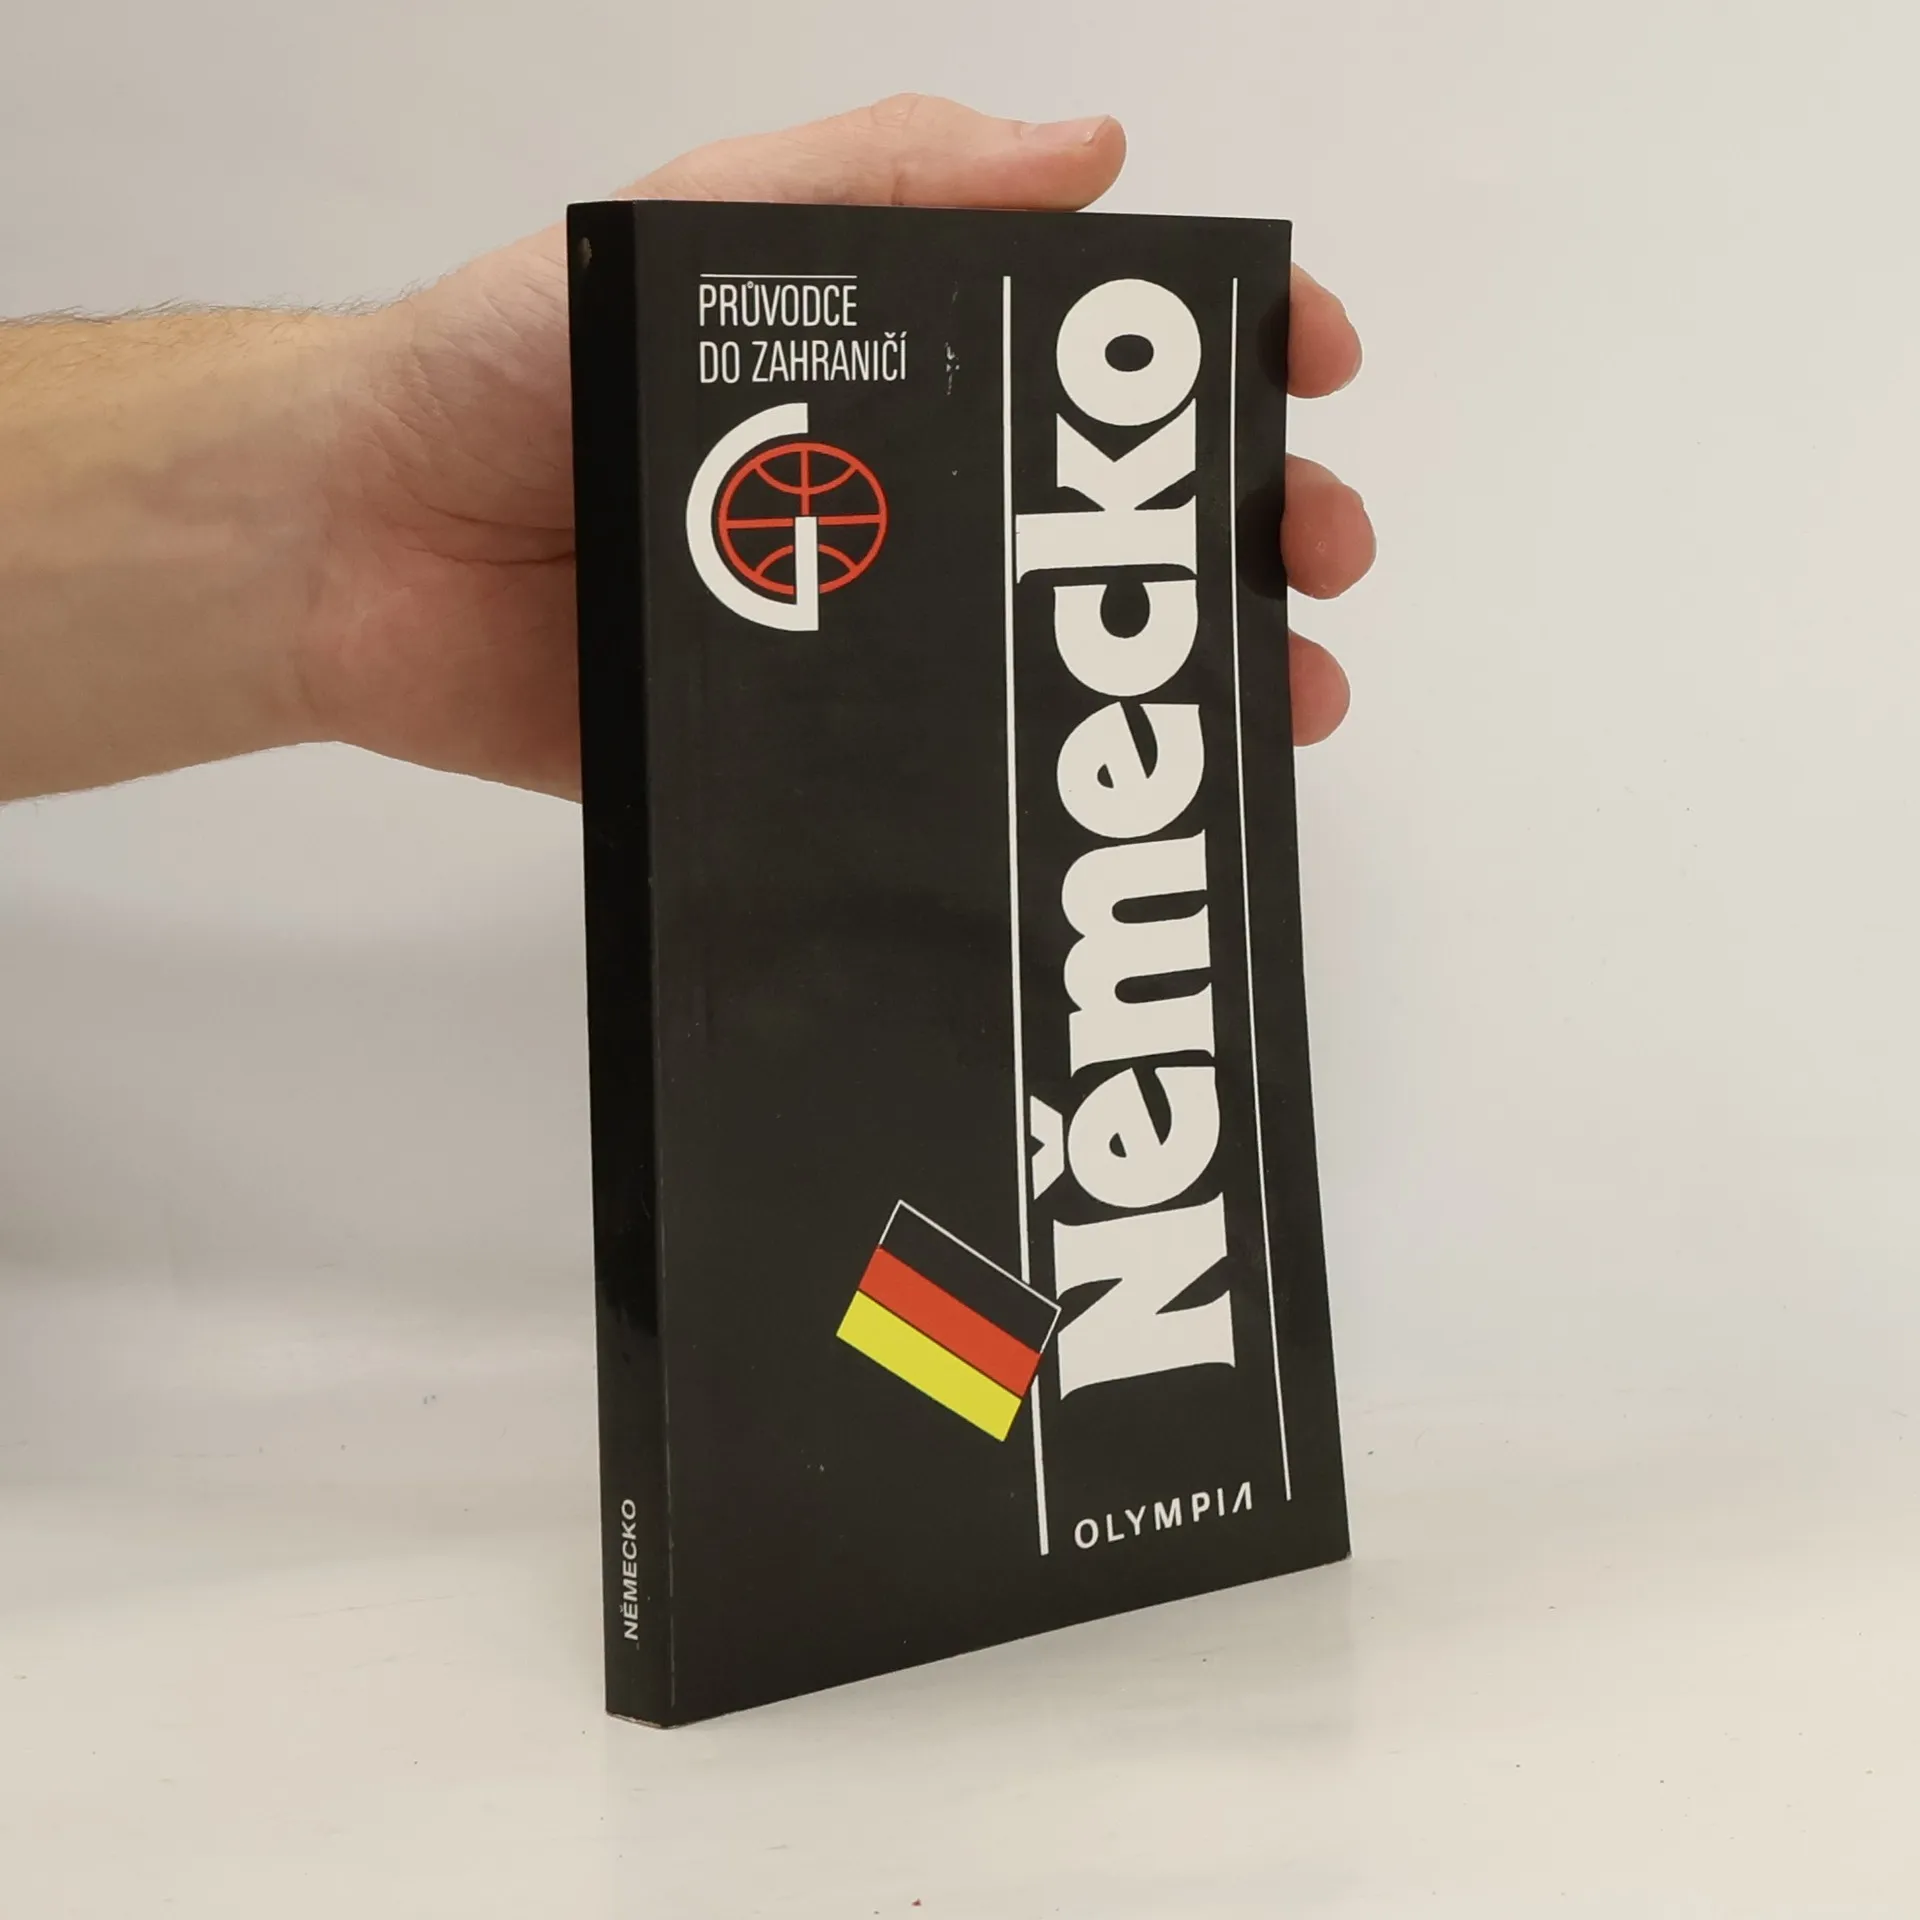 PRŮVODCE
DO ZAHRANIČÍ
Německo
OLYMPIA
NĚMECKO